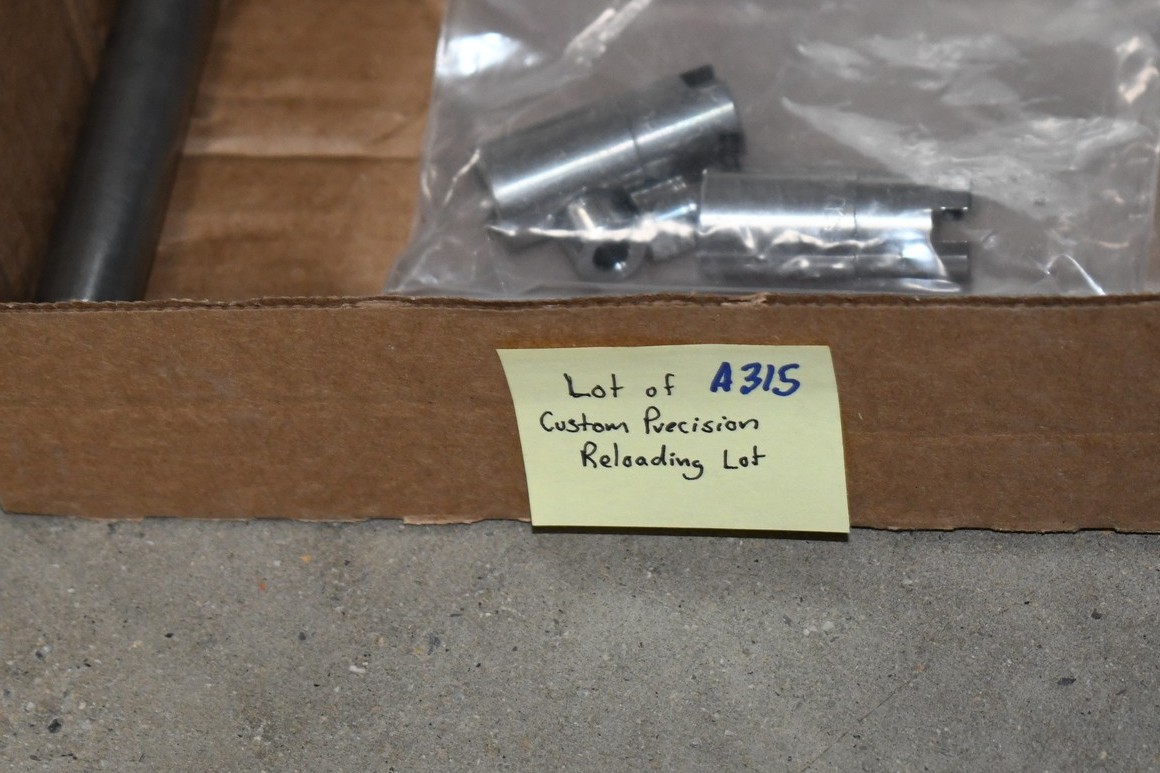 Lot of A315
Custom Precision
Reloading Lot